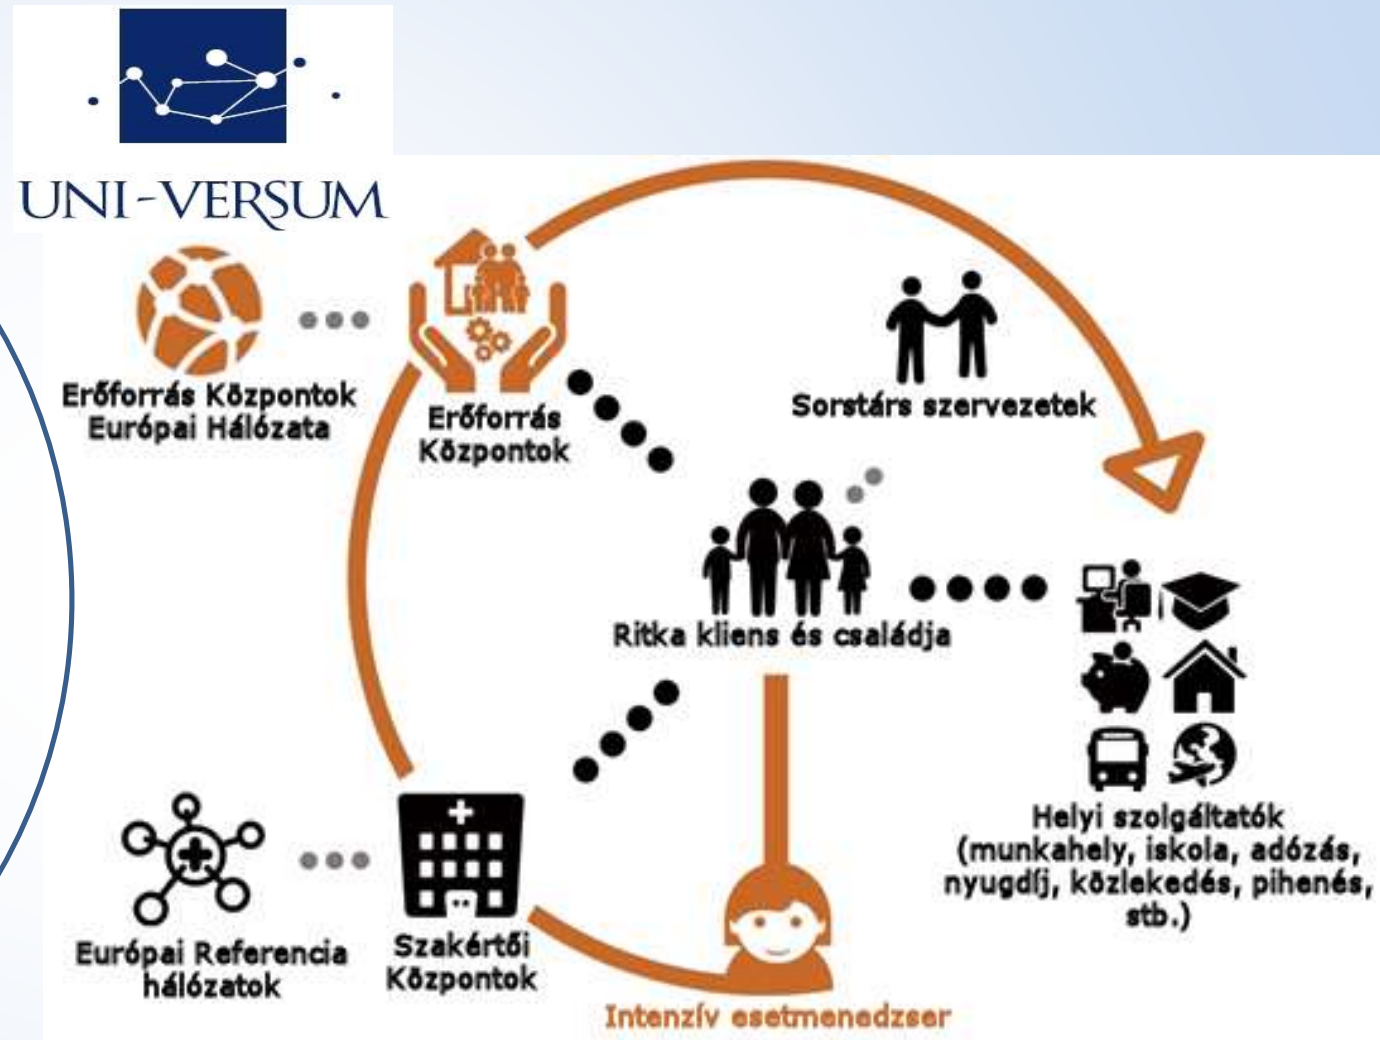 UNI-VERSUM
Erőforrás Központok
Európai Hálózata
Erőforrás
Központok
Sorstárs szervezetek
Ritka kliens és családja
Helyi szolgáltatók
(munkahely, iskola, adózás,
nyugdíj, közlekedés, pihenés,
stb.)
Európai Referencia
hálózatok
Szakértői
Központok
Intenzív esetmenedzser